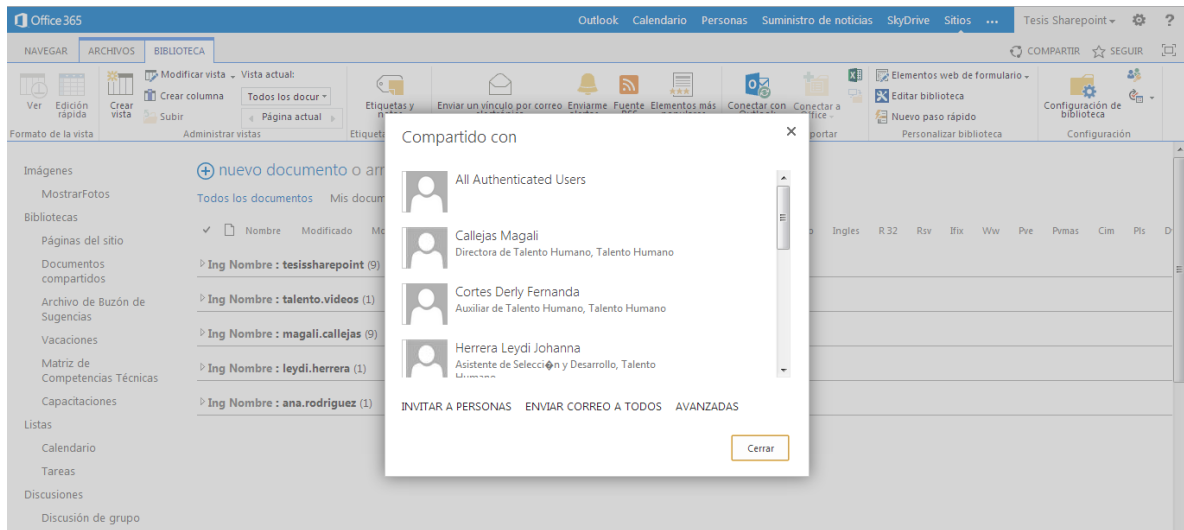 Office 365
Outlook Calendario Personas Suministro de noticias SkyDrive Sitios ... Tesis Sharepoint ?
NAVEGAR ARCHIVOS BIBLIOTECA
COMPARTIR SEGUIR
Ver
Edición rápida
Formato de la vista
Crear vista
Modificar vista
Crear columna
Subir
Vista actual:
Todos los docur
Página actual
Administrar vistas
Etiquetas y
Enviar un vínculo por correo
Enviarme
Fuente
Elementos más
Conectar con
Conectar a
Elementos web de formulario
Editar biblioteca
Nuevo paso rápido
Personalizar biblioteca
Configuración de
biblioteca
Configuración
Imágenes
MostrarFotos
Bibliotecas
Páginas del sitio
Documentos
compartidos
Archivo de Buzón de
Sugencias
Vacaciones
Matriz de
Competencias Técnicas
Capacitaciones
Listas
Calendario
Tareas
Discusiones
Discusión de grupo
nuevo documento o arr
Todos los documentos Mis docum
Nombre Modificado Mo
Ingles R 32 Rsv Ifix Ww Pve Pvmas Cim Pls D
Ing Nombre : tesissharepoint (9)
Ing Nombre : talento.videos (1)
Ing Nombre : magali.callejas (9)
Ing Nombre : leydi.herrera (1)
Ing Nombre : ana.rodriguez (1)
Compartido con
All Authenticated Users
Callejas Magali
Directora de Talento Humano, Talento Humano
Cortes Derly Fernanda
Auxiliar de Talento Humano, Talento Humano
Herrera Leydi Johanna
Asistente de Selecci�n y Desarrollo, Talento
Humano
INVITAR A PERSONAS ENVIAR CORREO A TODOS AVANZADAS
Cerrar